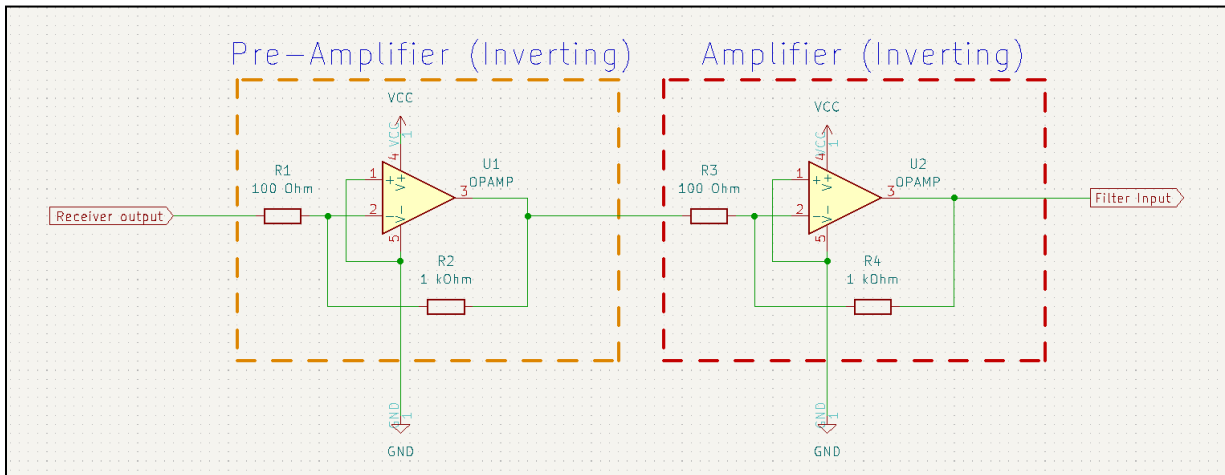 Pre-Amplifier (Inverting)
Amplifier (Inverting)
VCC
VCC
1
4
R1
100 Ohm
1
+
V+
U1
OPAMP
3
2
-
V-
5
R2
1 kOhm
Receiver output
GND
1
GND
VCC
VCC
1
4
R3
100 Ohm
1
+
V+
U2
OPAMP
3
2
-
V-
5
R4
1 kOhm
Filter Input
GND
1
GND